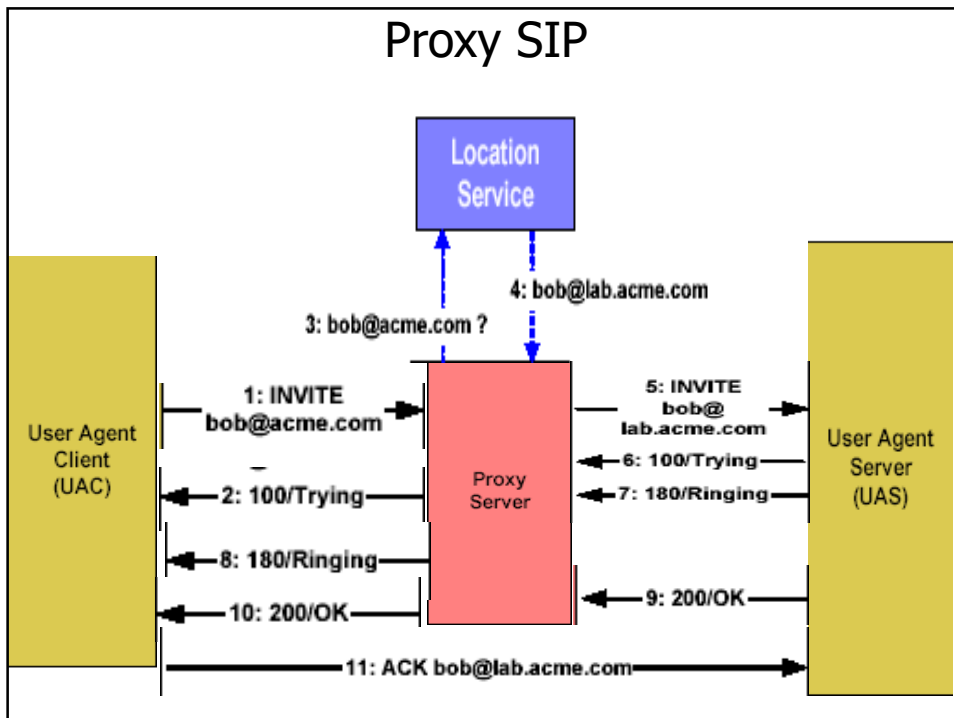 Proxy SIP
Location
Service
4: bob@lab.acme.com
3: bob@acme.com ?
1: INVITE
bob@acme.com
5: INVITE
bob@
lab.acme.com
User Agent
Client
(UAC)
6: 100/Trying
User Agent
Server
(UAS)
2: 100/Trying
Proxy
Server
7: 180/Ringing
8: 180/Ringing
10: 200/OK
9: 200/OK
11: ACK bob@lab.acme.com